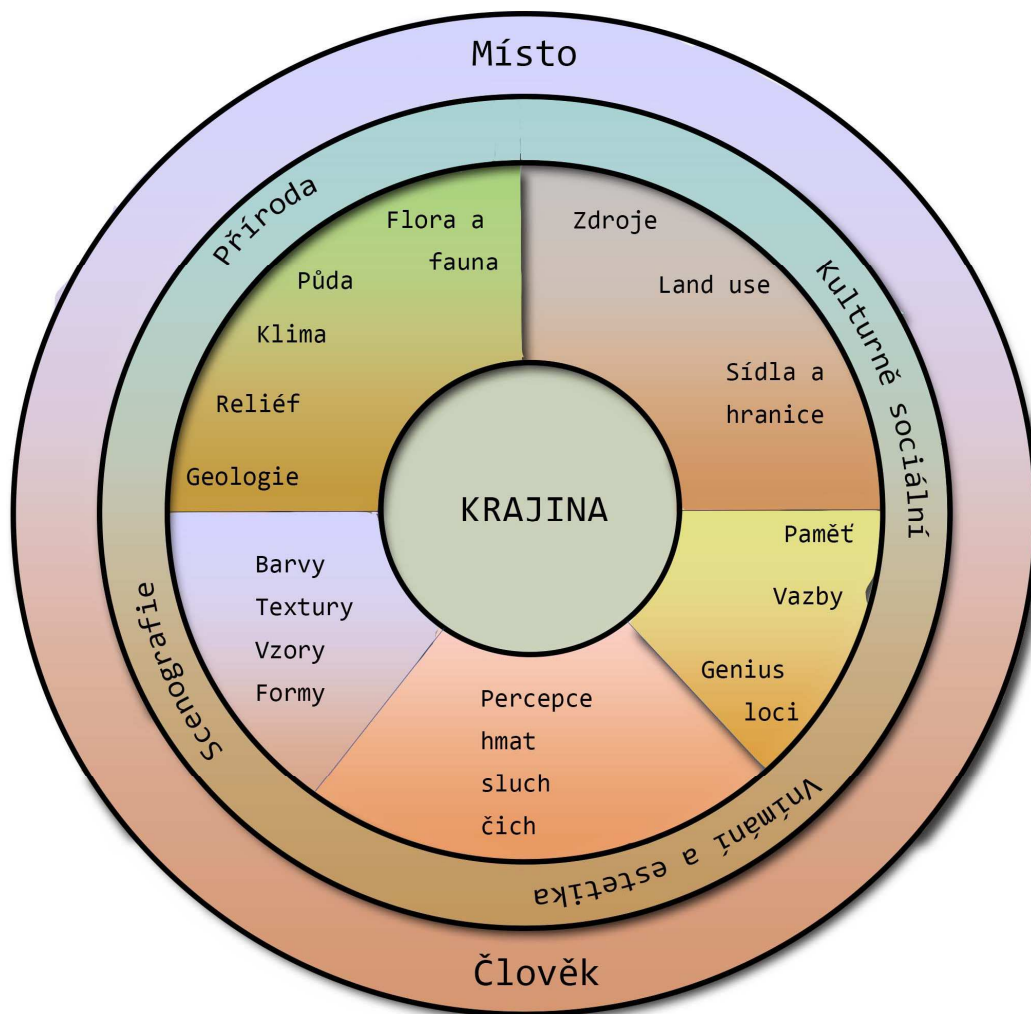 Místo
Příroda
Kulturně sociální
Flora a
fauna
Půda
Klima
Reliéf
Geologie
Zdroje
Land use
Sídla a
hranice
KRAJINA
Barvy
Textury
Vzory
Formy
Percepce
hmat
sluch
čich
Paměť
Vazby
Genius
loci
Scenografie
Vnímání a estetika
Člověk